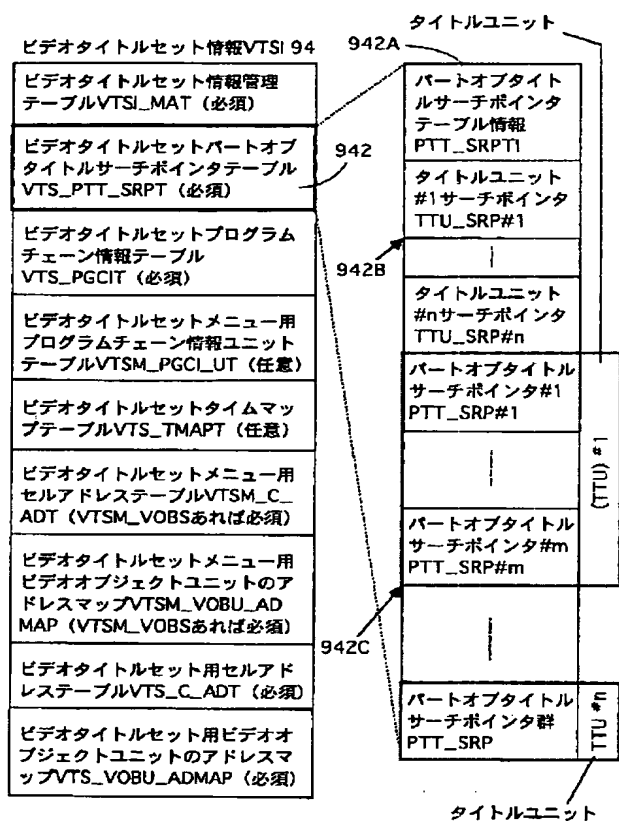 ビデオタイトルセット情報VTSI 94
ビデオタイトルセット情報管理
テーブルVTSI_MAT（必須）
ビデオタイトルセットパートオブ
タイトルサーチポインタテーブル
VTS_PTT_SRPT（必須）
ビデオタイトルセットプログラム
チェーン情報テーブル
VTS_PGCIT（必須）
ビデオタイトルセットメニュー用
プログラムチェーン情報ユニット
テーブルVTSM_PGCI_UT（任意）
ビデオタイトルセットタイムマッ
プテーブルVTS_TMAPT（任意）
ビデオタイトルセットメニュー用
セルアドレステーブルVTSM_C_
ADT（VTSM_VOBSあれば必須）
ビデオタイトルセットメニュー用
ビデオオブジェクトユニットのア
ドレスマップVTSM_VOBU_AD
MAP（VTSM_VOBSあれば必須）
ビデオタイトルセット用セルアド
レステーブルVTS_C_ADT（必須）
ビデオタイトルセット用ビデオオ
ブジェクトユニットのアドレスマ
ップVTS_VOBU_ADMAP（必須）
942
タイトルユニット
942A
パートオブタイト
ルサーチポインタ
テーブル情報
PTT_SRPTI
タイトルユニット
#1サーチポインタ
TTU_SRP#1
942B
タイトルユニット
#nサーチポインタ
TTU_SRP#n
パートオブタイトル
サーチポインタ#1
PTT_SRP#1
(TTU) #1
パートオブタイトル
サーチポインタ#m
PTT_SRP#m
942C
パートオブタイトル
サーチポインタ群
PTT_SRP
TTU #n
タイトルユニット